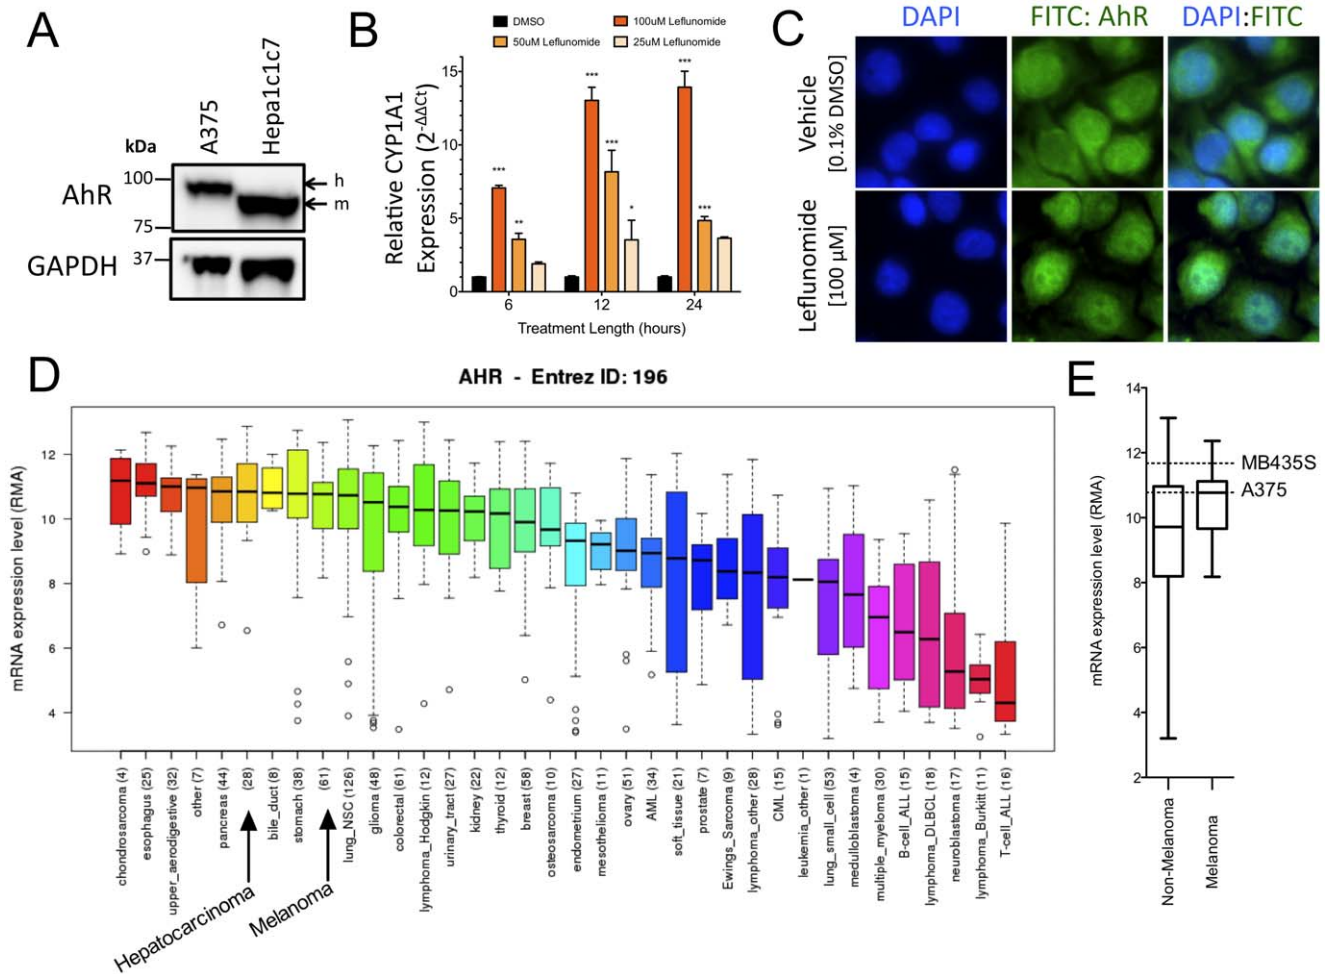 A
A375
Hepa1c1c7
kDa
100
AhR
75
h
m
GAPDH
37
B
DMSO
100uM Leflunomide
50uM Leflunomide
25uM Leflunomide
Relative CYP1A1
Expression (2^-ΔΔCt)
15
10
5
0
***
**
***
***
*
***
***
6
12
24
Treatment Length (hours)
C
DAPI
FITC: AhR
DAPI:FITC
Vehicle
[0.1% DMSO]
Leflunomide
[100 µM]
D
AHR - Entrez ID: 196
mRNA expression level (RMA)
12
10
8
6
4
chondrosarcoma (4)
esophagus (25)
upper_aerodigestive (32)
other (7)
pancreas (44)
(28)
bile_duct (8)
stomach (38)
(61)
lung_NSC (126)
glioma (48)
colorectal (61)
lymphoma_Hodgkin (12)
urinary_tract (27)
kidney (22)
thyroid (12)
breast (58)
osteosarcoma (10)
endometrium (27)
mesothelioma (11)
ovary (51)
AML (34)
soft_tissue (21)
prostate (7)
Ewings_Sarcoma (9)
lymphoma_other (28)
CML (15)
leukemia_other (1)
lung_small_cell (53)
medulloblastoma (4)
multiple_myeloma (30)
B-cell_ALL (15)
lymphoma_DLBCL (18)
neuroblastoma (17)
lymphoma_Burkitt (11)
T-cell_ALL (16)
Hepatocarcinoma
Melanoma
E
mRNA expression level (RMA)
14
12
10
8
6
4
2
MB435S
A375
Non-Melanoma
Melanoma